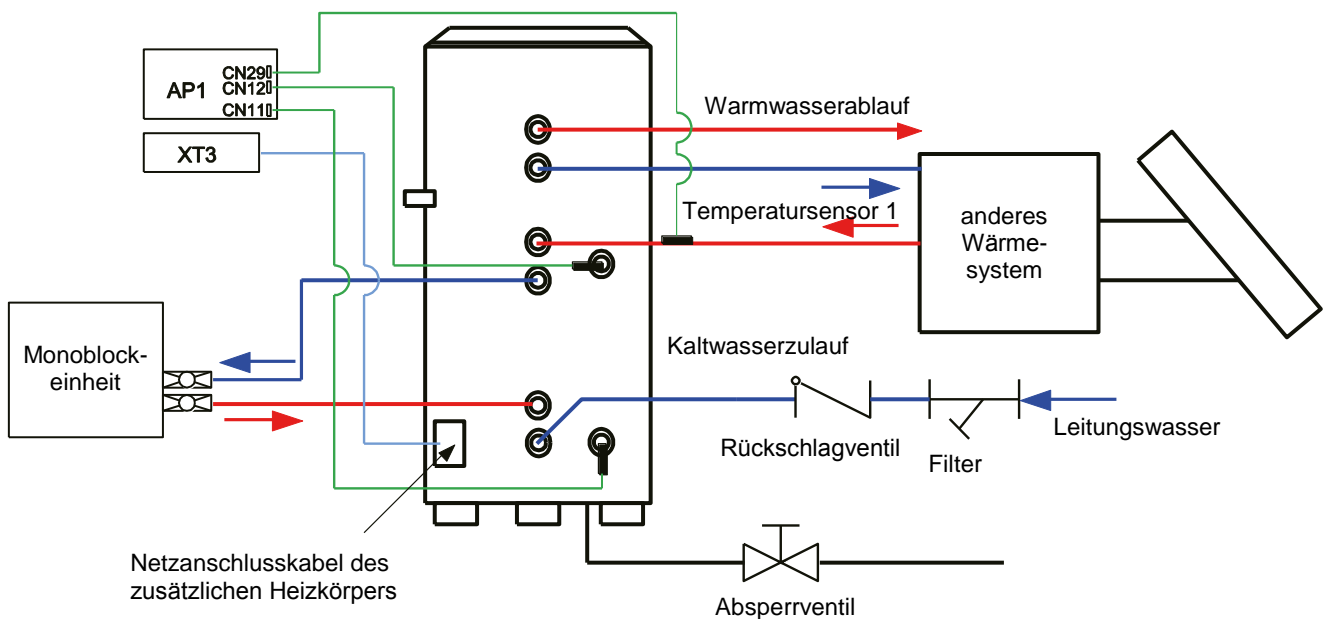 CN29
AP1
CN12
CN11
XT3
Warmwasserablauf
Temperatursensor 1
anderes
Wärme-
system
Monoblock-
einheit
Kaltwasserzulauf
Rückschlagventil
Filter
Leitungswasser
Netzanschlusskabel des
zusätzlichen Heizkörpers
Absperrventil